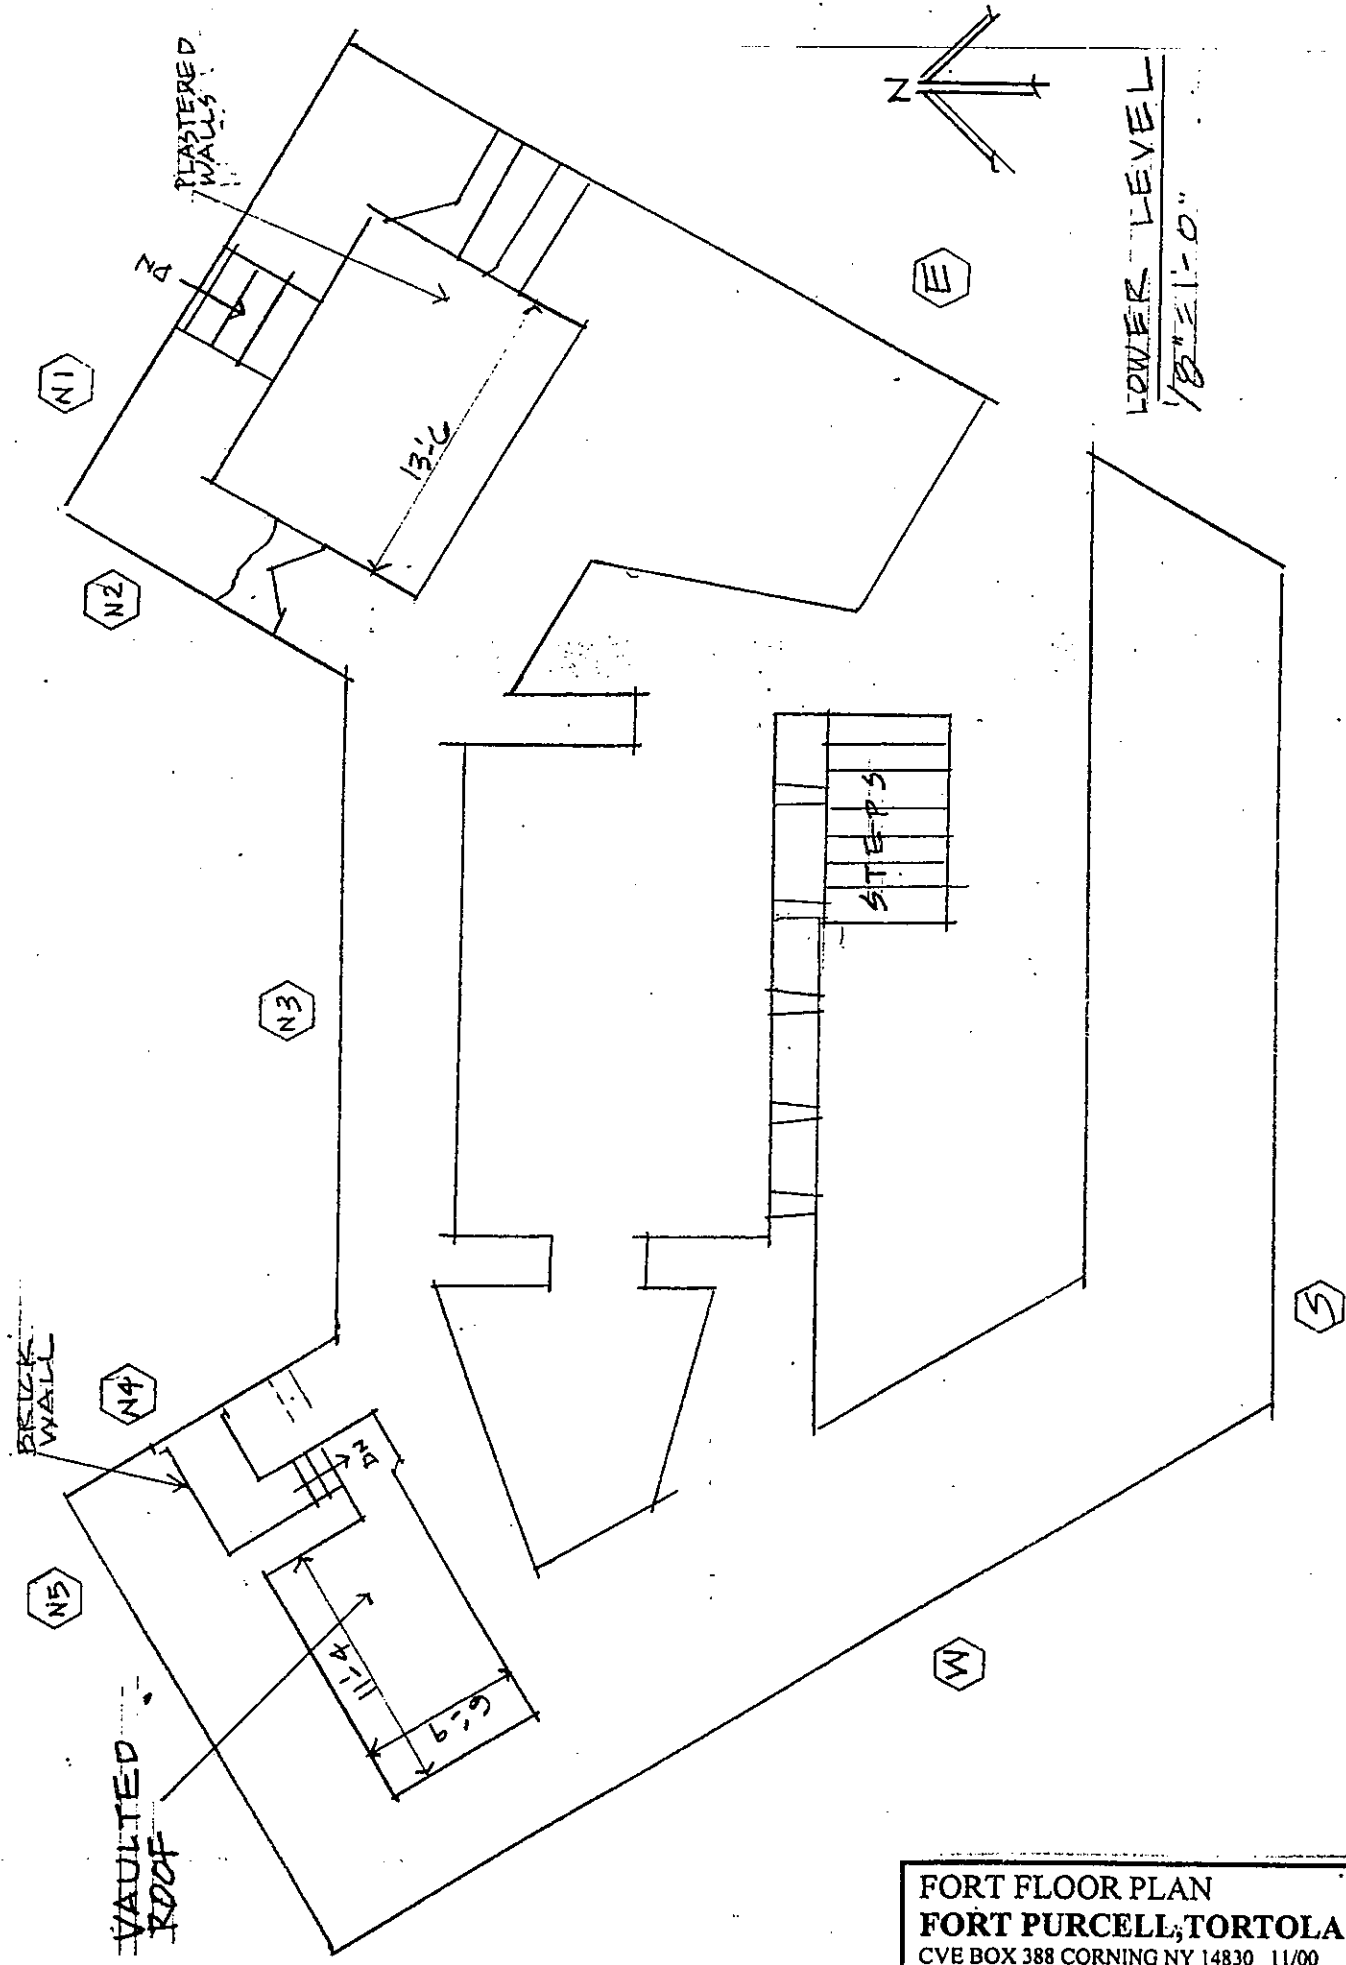 VAULTED
ROOF
N5
BRICK
WALL
N4
N3
N2
N1
PLASTERED
WALLS
DN
13'-6
11'-4
6'-9
DN
STEPS
W
S
E
N
LOWER LEVEL
1/8" = 1'-0"
FORT FLOOR PLAN
FORT PURCELL, TORTOLA
CVE BOX 388 CORNING NY 14830 11/00